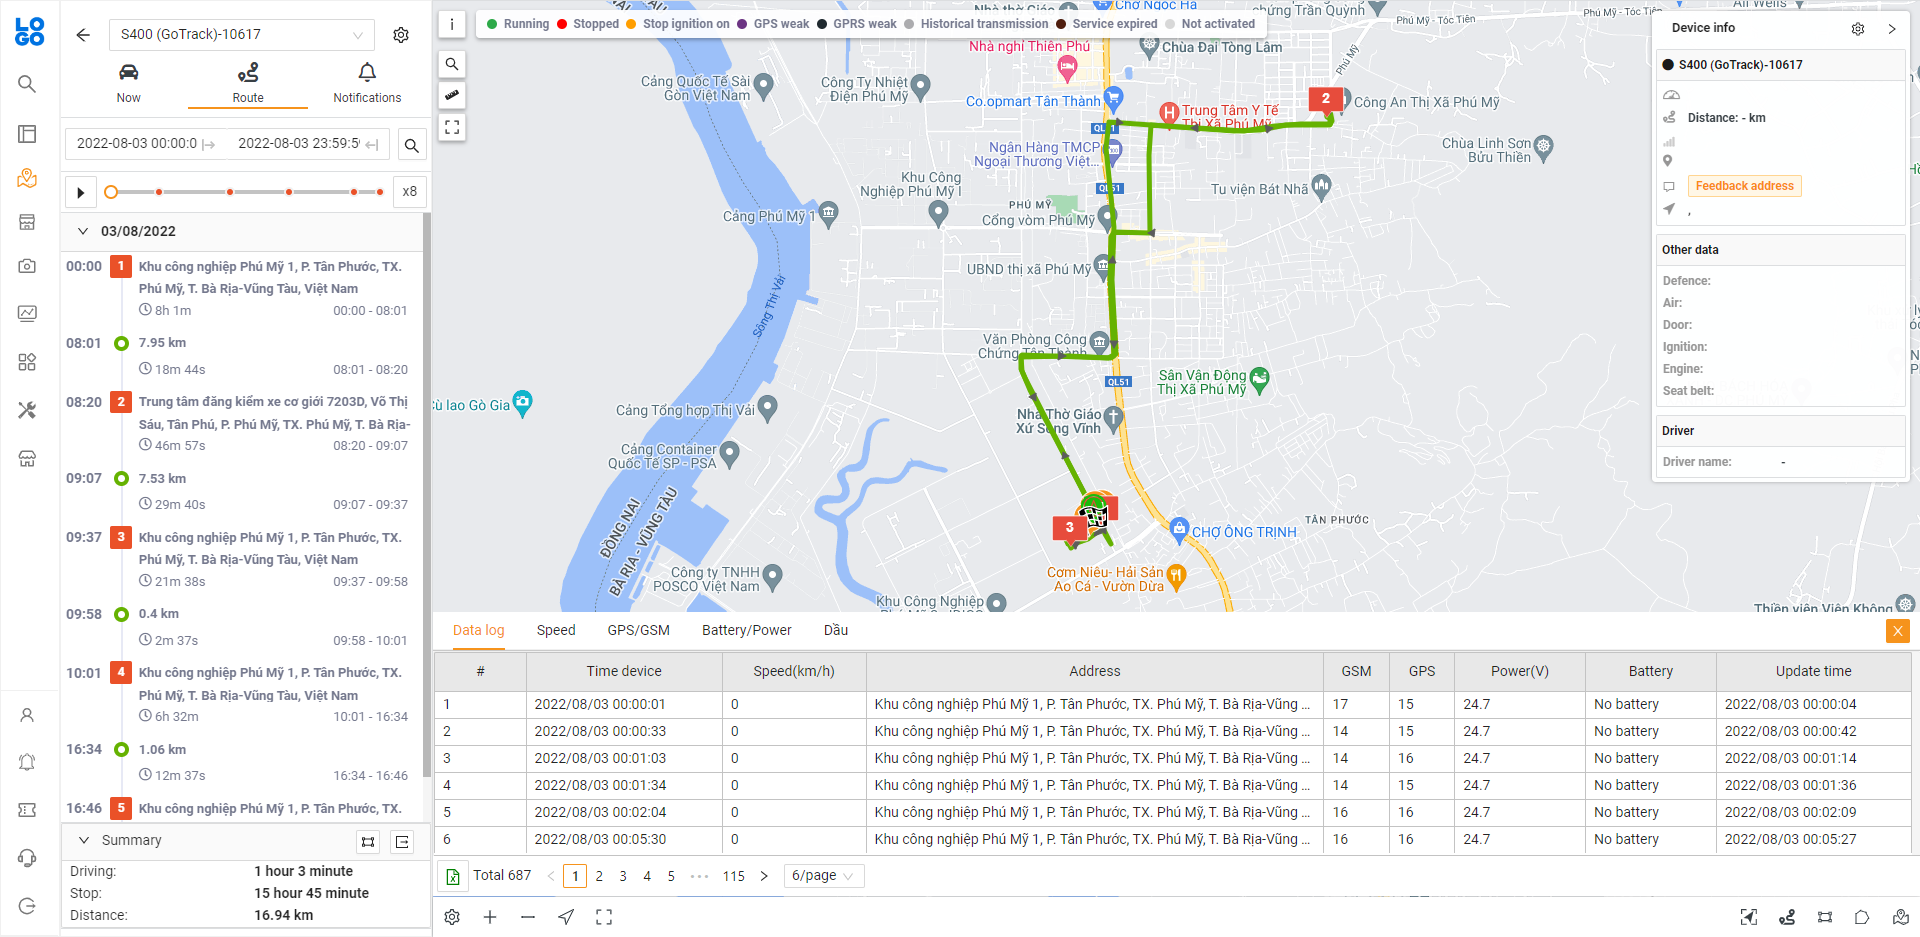 LOGO
S400 (GoTrack)-10617
Now
Route
Notifications
2022-08-03 00:00:0
2022-08-03 23:59:5
x8
03/08/2022
00:00
1
Khu công nghiệp Phú Mỹ 1, P. Tân Phước, TX.
Phú Mỹ, T. Bà Rịa-Vũng Tàu, Việt Nam
8h 1m
00:00 - 08:01
08:01
7.95 km
18m 44s
08:01 - 08:20
08:20
2
Trung tâm đăng kiểm xe cơ giới 7203D, Võ Thị
Sáu, Tân Phú, P. Phú Mỹ, TX. Phú Mỹ, T. Bà Rịa-
46m 57s
08:20 - 09:07
09:07
7.53 km
29m 40s
09:07 - 09:37
09:37
3
Khu công nghiệp Phú Mỹ 1, P. Tân Phước, TX.
Phú Mỹ, T. Bà Rịa-Vũng Tàu, Việt Nam
21m 38s
09:37 - 09:58
09:58
0.4 km
2m 37s
09:58 - 10:01
10:01
4
Khu công nghiệp Phú Mỹ 1, P. Tân Phước, TX.
Phú Mỹ, T. Bà Rịa-Vũng Tàu, Việt Nam
6h 32m
10:01 - 16:34
16:34
1.06 km
12m 37s
16:34 - 16:46
16:46
5
Khu công nghiệp Phú Mỹ 1, P. Tân Phước, TX.
Summary
Driving: 1 hour 3 minute
Stop: 15 hour 45 minute
Distance: 16.94 km
i
Running
Stopped
Stop ignition on
GPS weak
GPRS weak
Historical transmission
Service expired
Not activated
Chợ Ngọc Hà
chứng Trần Quỳnh
Phú Mỹ - Tóc Tiên
Phú Mỹ - Tóc Tiên
Nhà nghỉ Thiên Phú
Chùa Đại Tòng Lâm
Phú Mỹ
Cảng Quốc Tế Sài
Gòn Việt Nam
Công Ty Nhiệt
Điện Phú Mỹ
Co.opmart Tân Thành
Trung Tâm Y Tế
Thị Xã Phú Mỹ
2
Công An Thị Xã Phú Mỹ
QL51
Ngân Hàng TMCP
Ngoại Thương Việt...
Chùa Linh Sơn
Bửu Thiền
Khu Công
Nghiệp Phú Mỹ I
QL51
Tu viện Bát Nhã
PHÚ MỸ
Cảng Phú Mỹ 1
Cổng vòm Phú Mỹ
UBND thị xã Phú Mỹ
Sông Thị Vải
Văn Phòng Công
Chứng Tân Thành
QL51
Sân Vận Động
Thị Xã Phú Mỹ
Cù lao Gò Gia
Cảng Tổng hợp Thị Vải
Nhà Thờ Giáo
Xứ Song Vĩnh
Cảng Container
Quốc Tế SP - PSA
ĐỒNG NAI
BÀ RỊA - VŨNG TÀU
3
TÂN PHƯỚC
CHỢ ÔNG TRỊNH
Công ty TNHH
POSCO Việt Nam
Cơm Niêu- Hải Sản
Ao Cá - Vườn Dừa
Khu Công Nghiệp
Thiền viện Viên Không
Device info
S400 (GoTrack)-10617
Distance: - km
Feedback address
,
Other data
Defence:
Air:
Door:
Ignition:
Engine:
Seat belt:
Driver
Driver name: -
Data log
Speed
GPS/GSM
Battery/Power
Dầu
X
# Time device Speed(km/h) Address GSM GPS Power(V) Battery Update time
1 2022/08/03 00:00:01 0 Khu công nghiệp Phú Mỹ 1, P. Tân Phước, TX. Phú Mỹ, T. Bà Rịa-Vũng ... 17 15 24.7 No battery 2022/08/03 00:00:04
2 2022/08/03 00:00:33 0 Khu công nghiệp Phú Mỹ 1, P. Tân Phước, TX. Phú Mỹ, T. Bà Rịa-Vũng ... 14 15 24.7 No battery 2022/08/03 00:00:42
3 2022/08/03 00:01:03 0 Khu công nghiệp Phú Mỹ 1, P. Tân Phước, TX. Phú Mỹ, T. Bà Rịa-Vũng ... 14 16 24.7 No battery 2022/08/03 00:01:14
4 2022/08/03 00:01:34 0 Khu công nghiệp Phú Mỹ 1, P. Tân Phước, TX. Phú Mỹ, T. Bà Rịa-Vũng ... 14 15 24.7 No battery 2022/08/03 00:01:36
5 2022/08/03 00:02:04 0 Khu công nghiệp Phú Mỹ 1, P. Tân Phước, TX. Phú Mỹ, T. Bà Rịa-Vũng ... 16 16 24.7 No battery 2022/08/03 00:02:09
6 2022/08/03 00:05:30 0 Khu công nghiệp Phú Mỹ 1, P. Tân Phước, TX. Phú Mỹ, T. Bà Rịa-Vũng ... 16 16 24.7 No battery 2022/08/03 00:05:27
Total 687 < 1 2 3 4 5 ••• 115 > 6/page